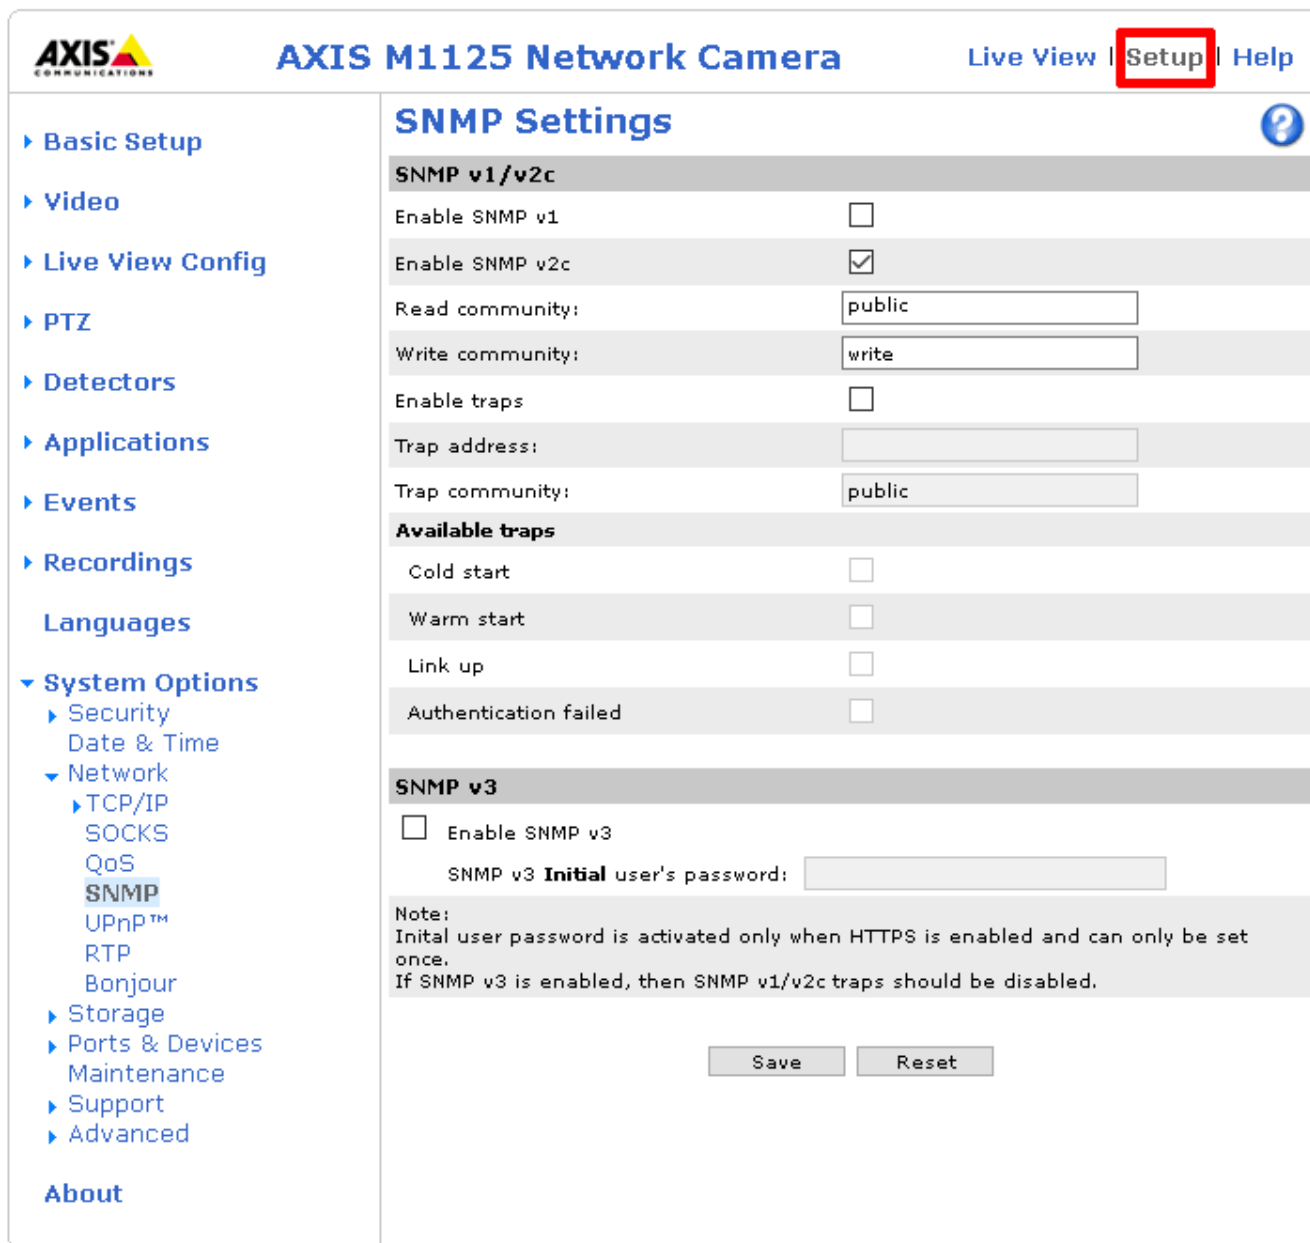 AXIS
COMMUNICATIONS
AXIS M1125 Network Camera
Live View | Setup | Help
Basic Setup
Video
Live View Config
PTZ
Detectors
Applications
Events
Recordings
Languages
System Options
Security
Date & Time
Network
TCP/IP
SOCKS
QoS
SNMP
UPnP™
RTP
Bonjour
Storage
Ports & Devices
Maintenance
Support
Advanced
About
SNMP Settings
?
SNMP v1/v2c
Enable SNMP v1
Enable SNMP v2c
Read community: public
Write community: write
Enable traps
Trap address:
Trap community: public
Available traps
Cold start
Warm start
Link up
Authentication failed
SNMP v3
Enable SNMP v3
SNMP v3 Initial user's password:
Note:
Inital user password is activated only when HTTPS is enabled and can only be set
once.
If SNMP v3 is enabled, then SNMP v1/v2c traps should be disabled.
Save Reset